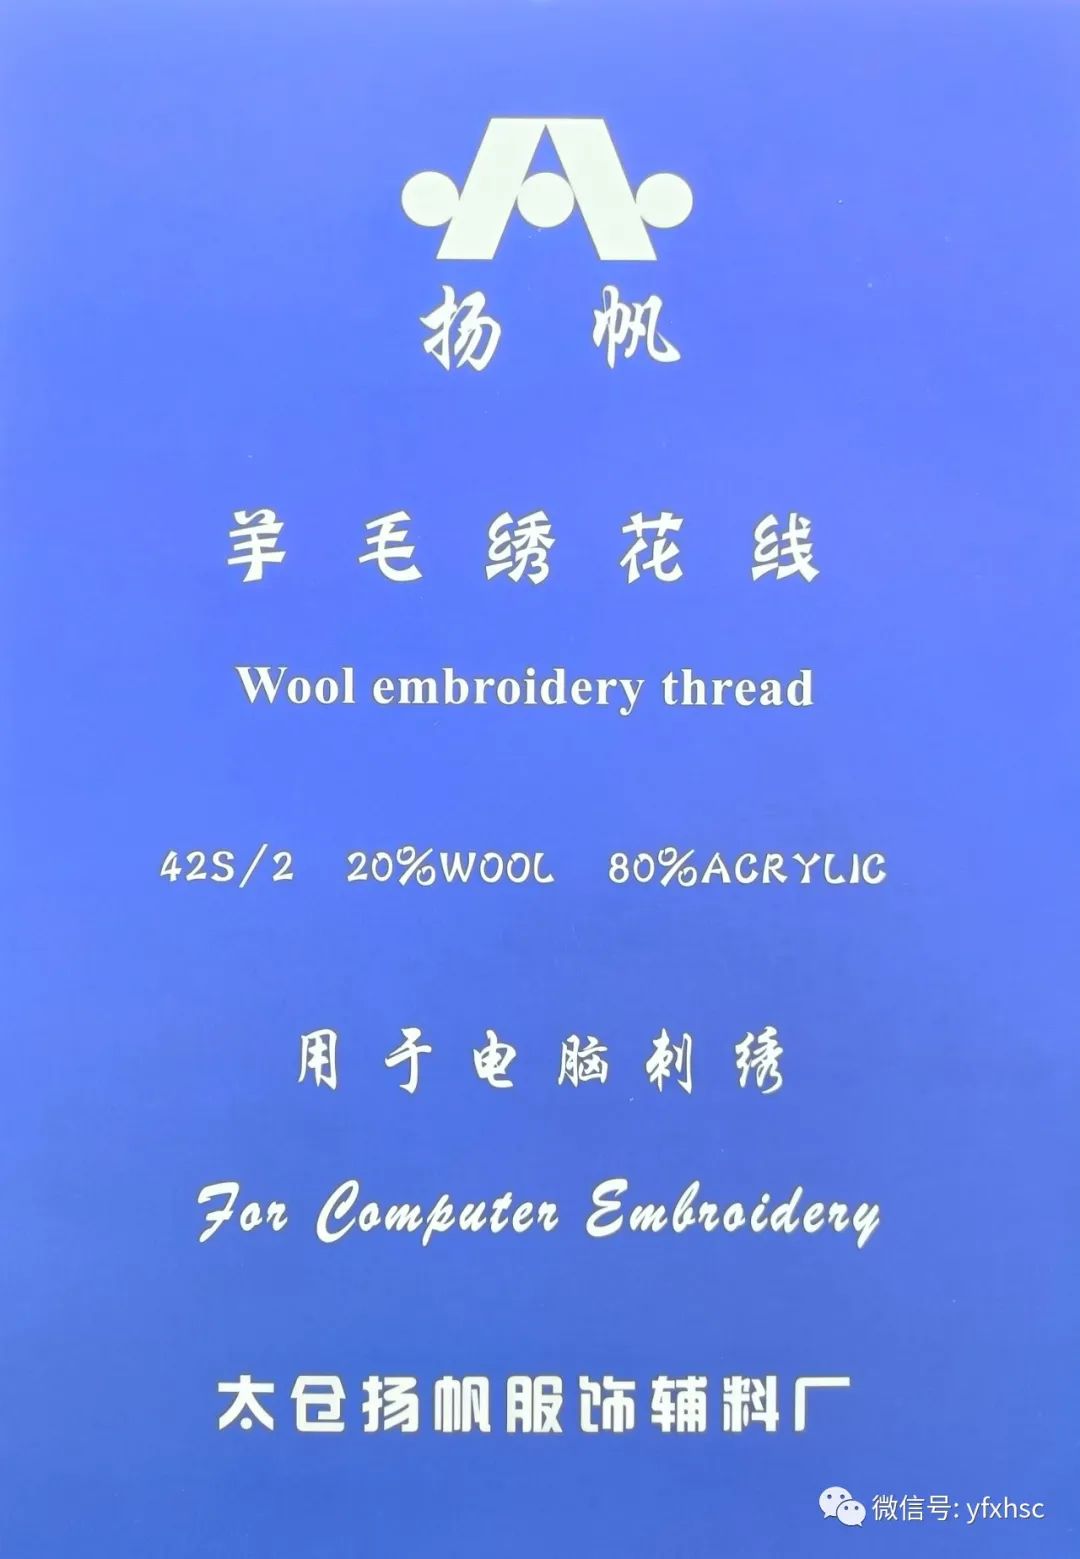 扬帆
羊毛绣花线
Wool embroidery thread
42S/2 20%WOOL 80%ACRYLIC
用于电脑刺绣
For Computer Embroidery
太仓扬帆服饰辅料厂
微信号: yfxhsc